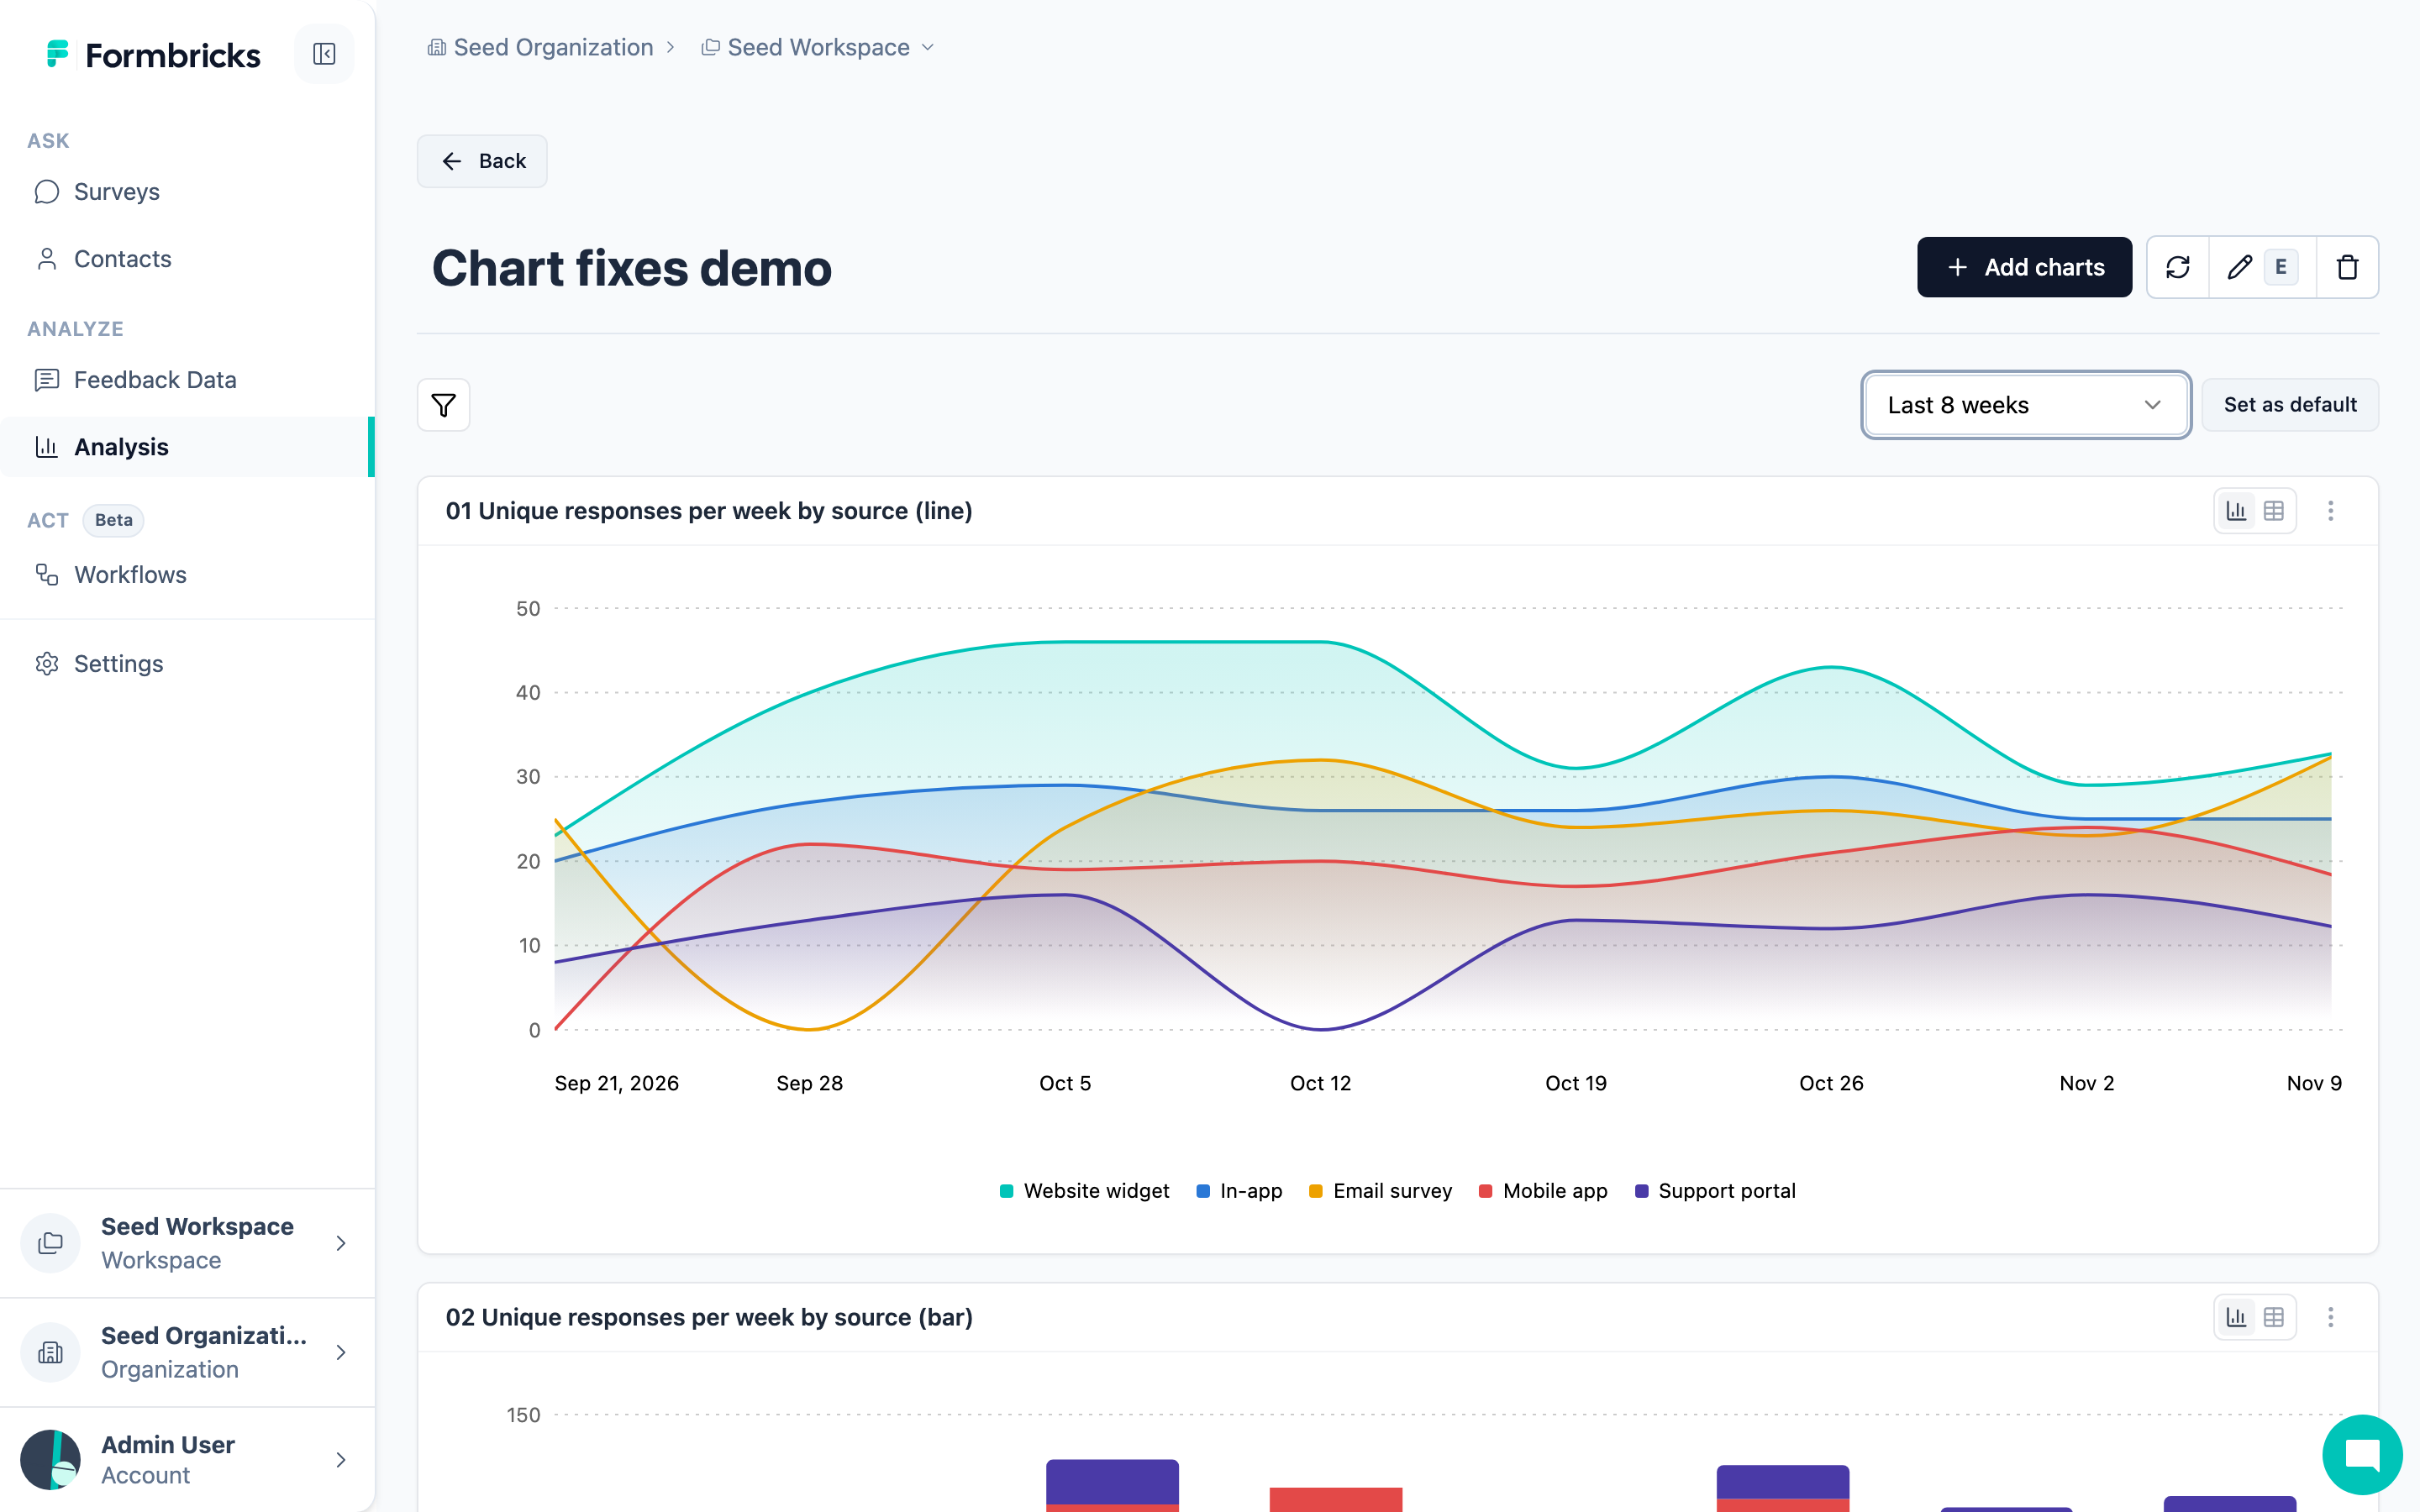 Formbricks
Seed Organization
Seed Workspace
ASK
Surveys
Contacts
ANALYZE
Feedback Data
Analysis
ACT Beta
Workflows
Settings
Seed Workspace
Workspace
Seed Organizati...
Organization
Admin User
Account
Back
Chart fixes demo
+ Add charts
E
Last 8 weeks
Set as default
01 Unique responses per week by source (line)
50
40
30
20
10
0
Sep 21, 2026 Sep 28 Oct 5 Oct 12 Oct 19 Oct 26 Nov 2 Nov 9
Website widget In-app Email survey Mobile app Support portal
02 Unique responses per week by source (bar)
150